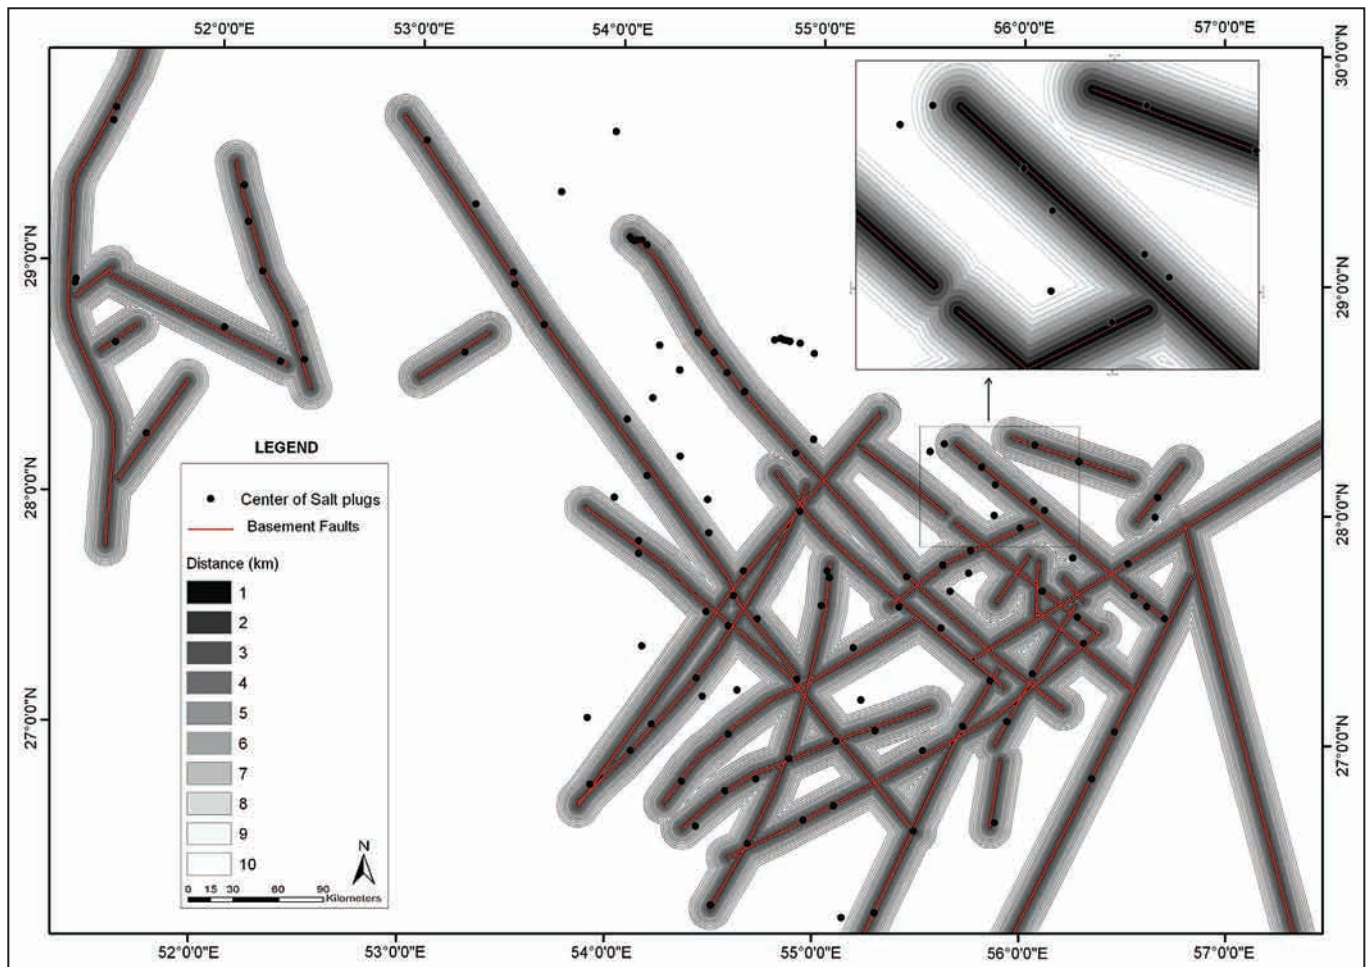 52°0'0"E 53°0'0"E 54°0'0"E 55°0'0"E 56°0'0"E 57°0'0"E
30°0'0"N
29°0'0"N
29°0'0"N
28°0'0"N
28°0'0"N
27°0'0"N
27°0'0"N
LEGEND
Center of Salt plugs
Basement Faults
Distance (km)
1
2
3
4
5
6
7
8
9
10
N
0 15 30 60 90
Kilometers
52°0'0"E 53°0'0"E 54°0'0"E 55°0'0"E 56°0'0"E 57°0'0"E